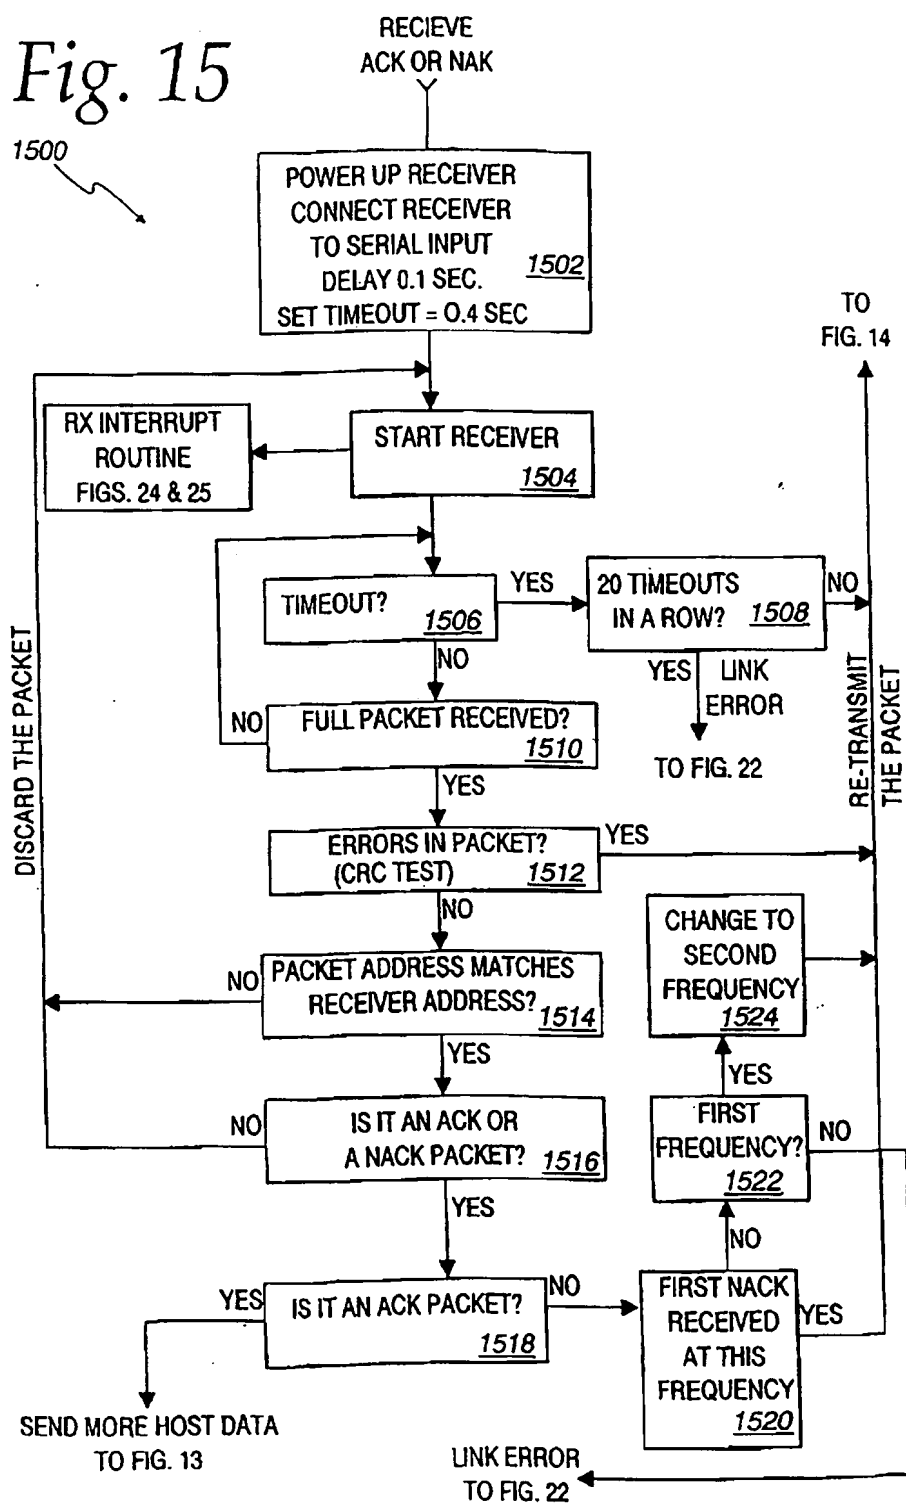 Fig. 15
1500
RECIEVE
ACK OR NAK
POWER UP RECEIVER
CONNECT RECEIVER
TO SERIAL INPUT
DELAY 0.1 SEC.
SET TIMEOUT = 0.4 SEC
1502
TO
FIG. 14
RX INTERRUPT
ROUTINE
FIGS. 24 & 25
START RECEIVER
1504
TIMEOUT?
1506
YES
20 TIMEOUTS
IN A ROW?
1508
NO
NO
YES
LINK
ERROR
TO FIG. 22
NO
FULL PACKET RECEIVED?
1510
YES
DISCARD THE PACKET
RE-TRANSMIT
THE PACKET
ERRORS IN PACKET?
(CRC TEST)
1512
YES
NO
NO
PACKET ADDRESS MATCHES
RECEIVER ADDRESS?
1514
CHANGE TO
SECOND
FREQUENCY
1524
YES
YES
NO
IS IT AN ACK OR
A NACK PACKET?
1516
FIRST
FREQUENCY?
1522
NO
YES
NO
YES
IS IT AN ACK PACKET?
1518
NO
FIRST NACK
RECEIVED
AT THIS
FREQUENCY
1520
YES
SEND MORE HOST DATA
TO FIG. 13
LINK ERROR
TO FIG. 22